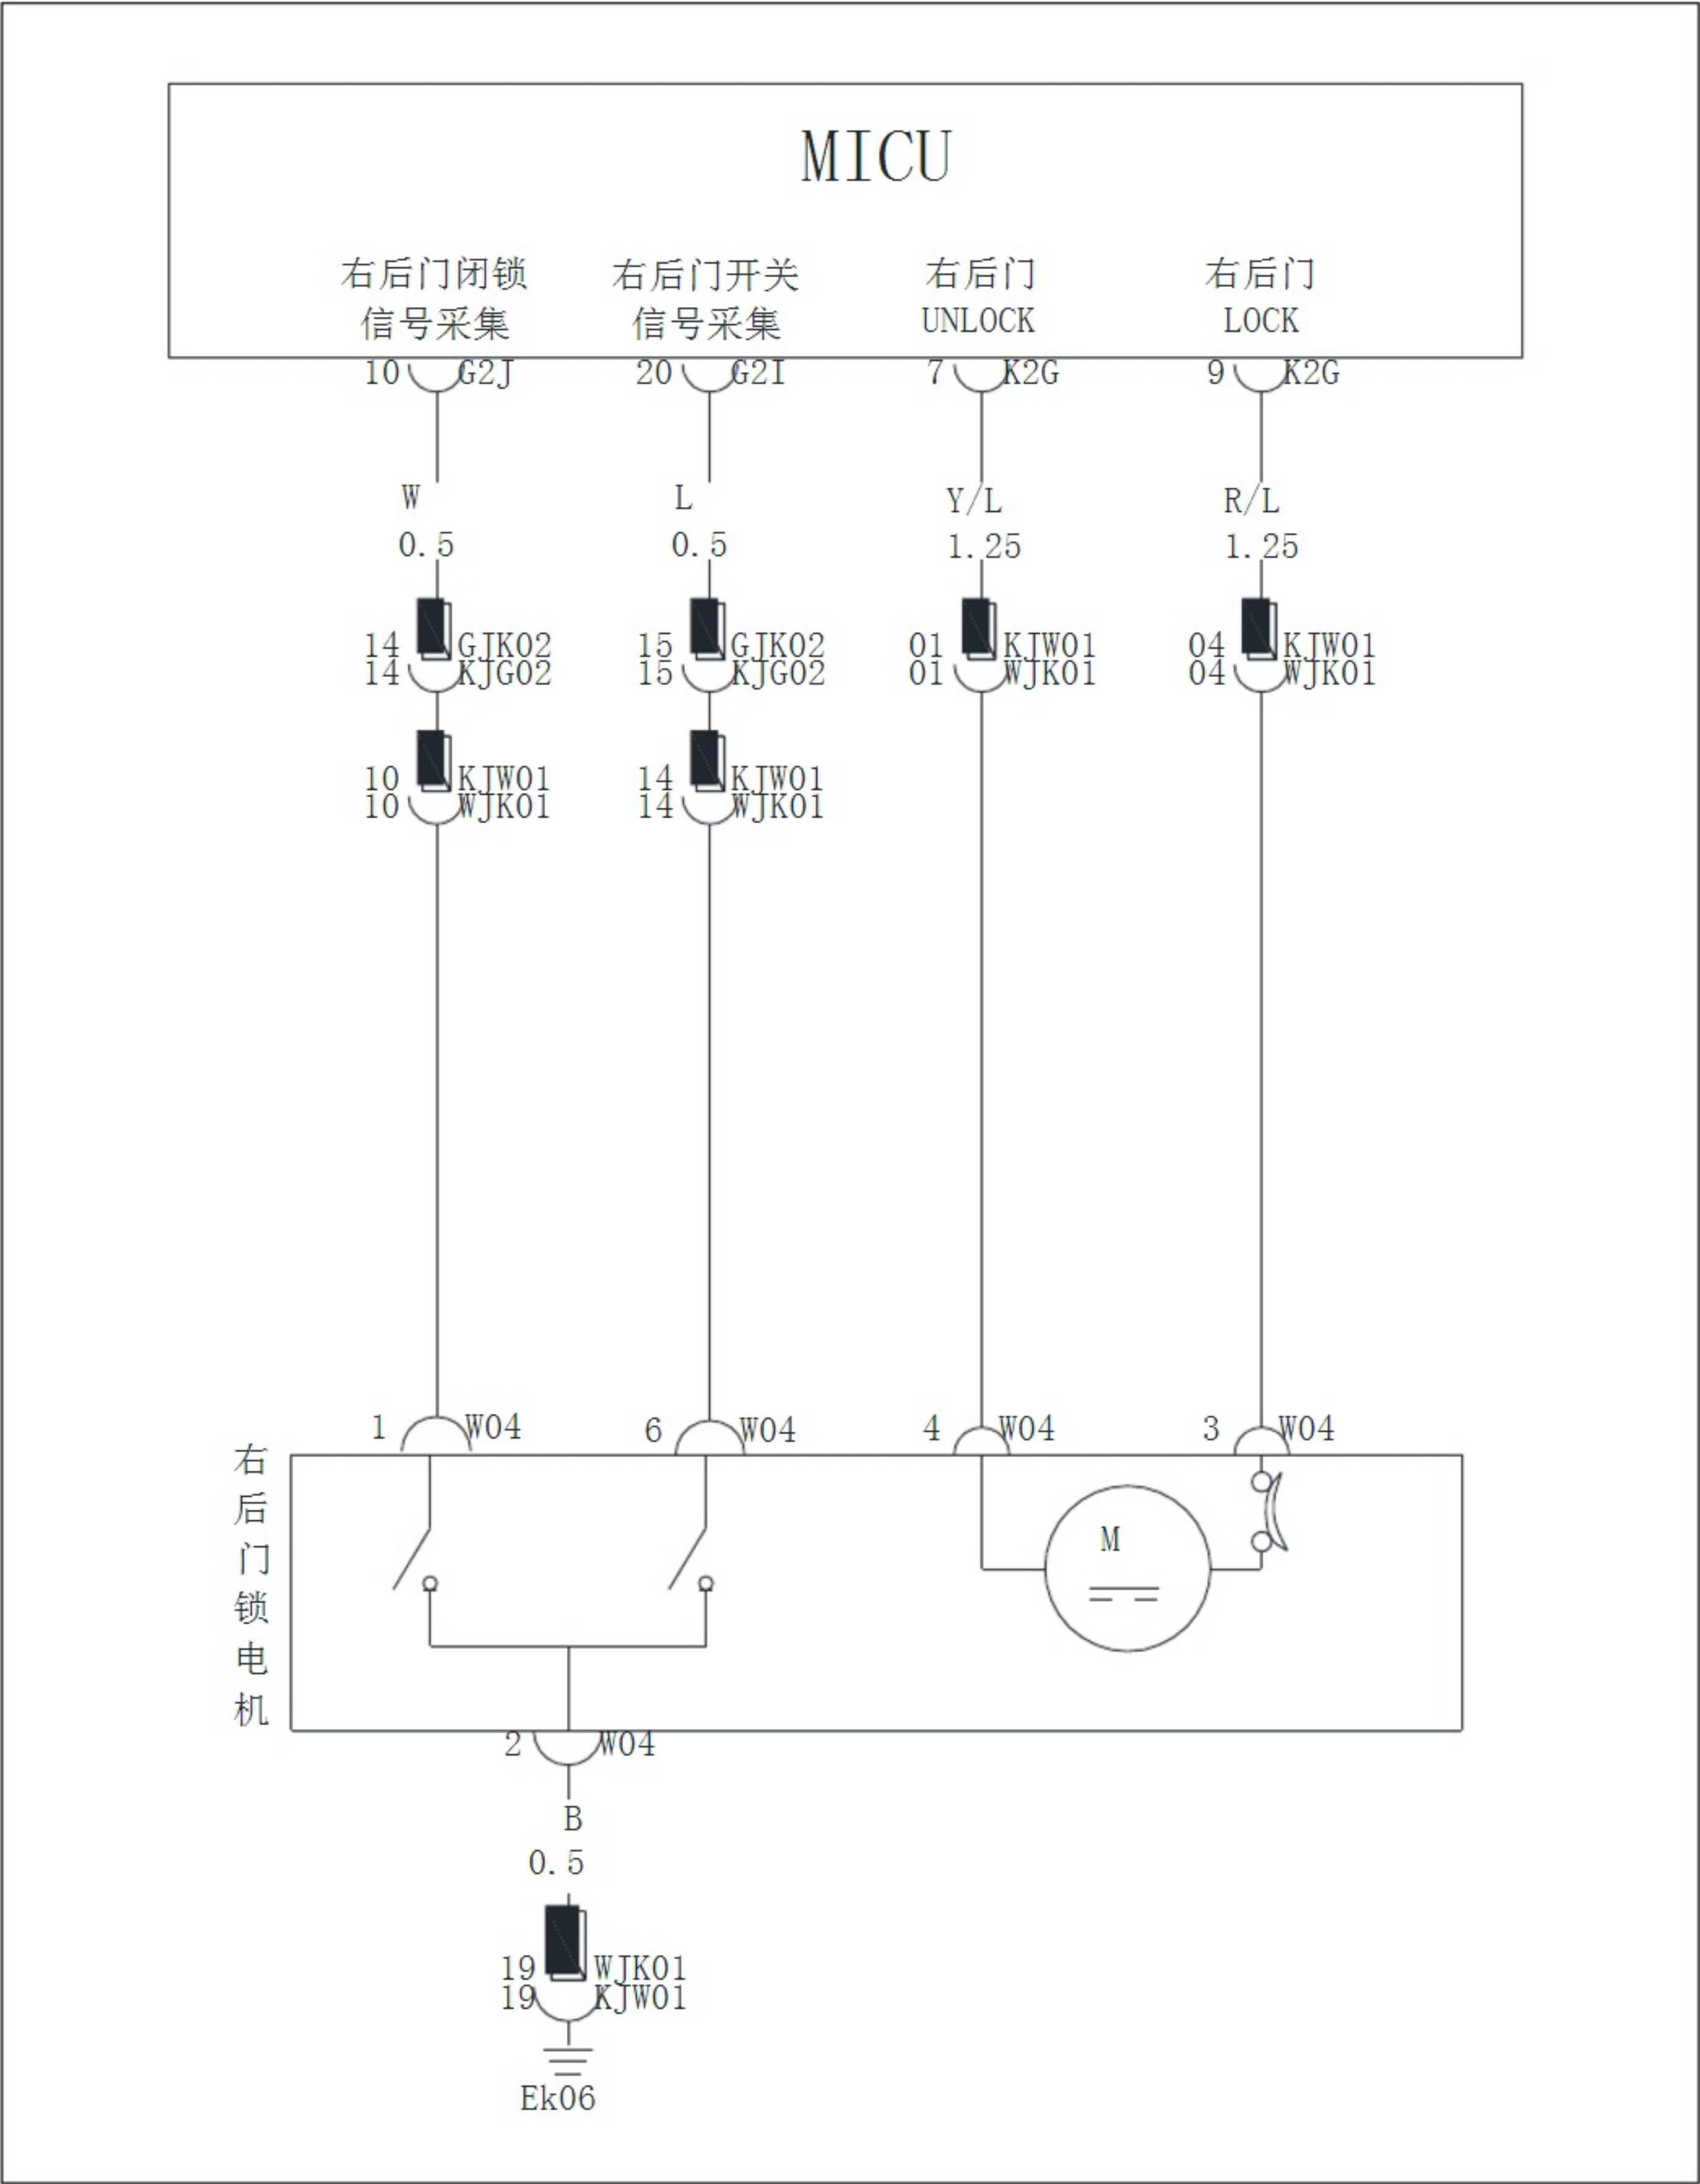 MICU
右后门闭锁 右后门开关 右后门 右后门
信号采集 信号采集 UNLOCK LOCK
10 G2J 20 G2I 7 K2G 9 K2G
W L Y/L R/L
0.5 0.5 1.25 1.25
14 GJK02 15 GJK02 01 KJW01 04 KJW01
14 KJG02 15 KJG02 01 WJK01 04 WJK01
10 KJW01 14 KJW01
10 WJK01 14 WJK01
1 W04 6 W04 4 W04 3 W04
右后门锁电机
M
2 W04
B
0.5
19 WJK01
19 KJW01
Ek06